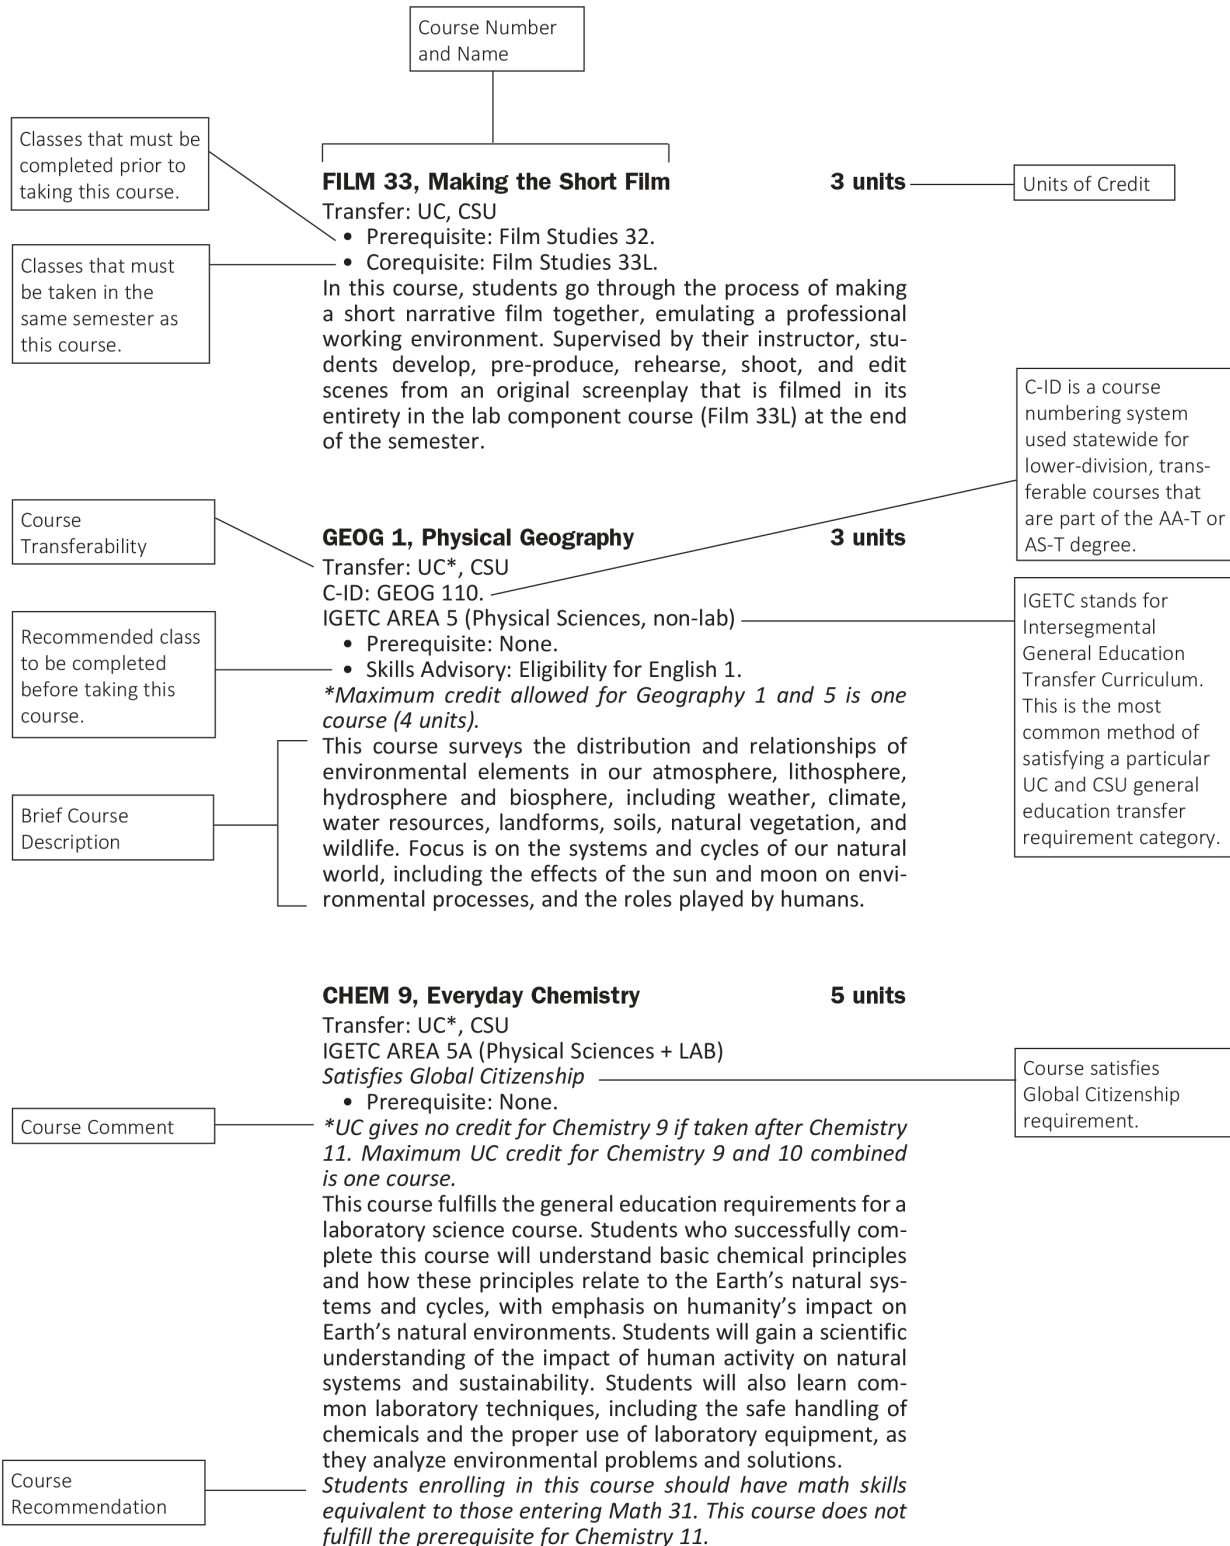 Course Number
and Name
Classes that must be
completed prior to
taking this course.
FILM 33, Making the Short Film 3 units
Units of Credit
Transfer: UC, CSU
• Prerequisite: Film Studies 32.
• Corequisite: Film Studies 33L.
Classes that must
be taken in the
same semester as
this course.
In this course, students go through the process of making
a short narrative film together, emulating a professional
working environment. Supervised by their instructor, stu-
dents develop, pre-produce, rehearse, shoot, and edit
scenes from an original screenplay that is filmed in its
entirety in the lab component course (Film 33L) at the end
of the semester.
C-ID is a course
numbering system
used statewide for
lower-division, trans-
ferable courses that
are part of the AA-T or
AS-T degree.
Course
Transferability
GEOG 1, Physical Geography 3 units
Transfer: UC*, CSU
C-ID: GEOG 110.
IGETC AREA 5 (Physical Sciences, non-lab)
• Prerequisite: None.
• Skills Advisory: Eligibility for English 1.
IGETC stands for
Intersegmental
General Education
Transfer Curriculum.
This is the most
common method of
satisfying a particular
UC and CSU general
education transfer
requirement category.
Recommended class
to be completed
before taking this
course.
*Maximum credit allowed for Geography 1 and 5 is one
course (4 units).
This course surveys the distribution and relationships of
environmental elements in our atmosphere, lithosphere,
hydrosphere and biosphere, including weather, climate,
water resources, landforms, soils, natural vegetation, and
wildlife. Focus is on the systems and cycles of our natural
world, including the effects of the sun and moon on envi-
ronmental processes, and the roles played by humans.
Brief Course
Description
CHEM 9, Everyday Chemistry 5 units
Transfer: UC*, CSU
IGETC AREA 5A (Physical Sciences + LAB)
Satisfies Global Citizenship
• Prerequisite: None.
Course satisfies
Global Citizenship
requirement.
Course Comment
*UC gives no credit for Chemistry 9 if taken after Chemistry
11. Maximum UC credit for Chemistry 9 and 10 combined
is one course.
This course fulfills the general education requirements for a
laboratory science course. Students who successfully com-
plete this course will understand basic chemical principles
and how these principles relate to the Earth's natural sys-
tems and cycles, with emphasis on humanity's impact on
Earth's natural environments. Students will gain a scientific
understanding of the impact of human activity on natural
systems and sustainability. Students will also learn com-
mon laboratory techniques, including the safe handling of
chemicals and the proper use of laboratory equipment, as
they analyze environmental problems and solutions.
Course
Recommendation
Students enrolling in this course should have math skills
equivalent to those entering Math 31. This course does not
fulfill the prerequisite for Chemistry 11.